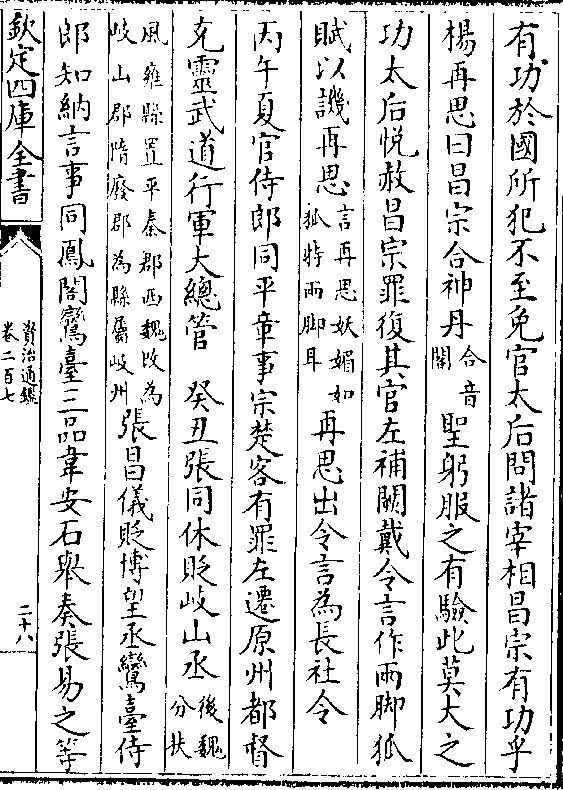 有功於國所犯不至免官太后問諸宰相昌宗有功乎
楊再思曰昌宗合神丹合音閤聖躬服之有驗此莫大之
功太后悅赦昌宗罪復其官左補闕戴令言作兩脚狐
賦以譏再思言再思妖媚如狐特兩脚耳再思出令言為長社令
丙午夏官侍郎同平章事宗楚客有罪左遷原州都督
充靈武道行軍大總管 癸丑張同休貶岐山丞後魏分扶
風雍縣置平秦郡西魏改為岐山郡隋廢郡為縣屬岐州張昌儀貶博望丞鸞臺侍
郎知納言事同鳳閣鸞臺三品韋安石舉奏張易之等
欽定四庫全書
資治通鑑
卷二百七
二十八